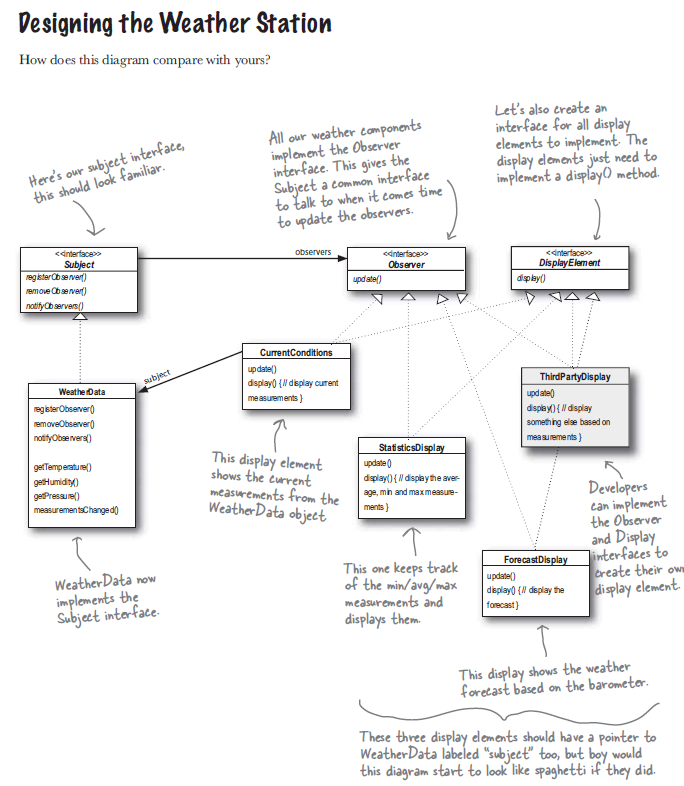 Designing the Weather Station
How does this diagram compare with yours?
Here's our subject interface,
this should look familiar.
All our weather components
implement the Observer
interface. This gives the
Subject a common interface
to talk to when it comes time
to update the observers.
Let's also create an
interface for all display
elements to implement. The
display elements just need to
implement a display() method.
<<interface>>
Subject
registerObserver()
removeObserver()
notifyObservers()
observers
<<interface>>
Observer
update()
<<interface>>
DisplayElement
display()
subject
WeatherData
registerObserver()
removeObserver()
notifyObservers()
getTemperature()
getHumidity()
getPressure()
measurementsChanged()
CurrentConditions
update()
display() { // display current
measurements }
This display element
shows the current
measurements from the
WeatherData object
StatisticsDisplay
update()
display() { // display the aver-
age, min and max measure-
ments }
ThirdPartyDisplay
update()
display() { // display
something else based on
measurements }
Developers
can implement
the Observer
and Display
interfaces to
create their own
display element.
WeatherData now
implements the
Subject interface.
This one keeps track
of the min/avg/max
measurements and
displays them.
ForecastDisplay
update()
display() { // display the
forecast }
This display shows the weather
forecast based on the barometer.
These three display elements should have a pointer to
WeatherData labeled "subject" too, but boy would
this diagram start to look like spaghetti if they did.